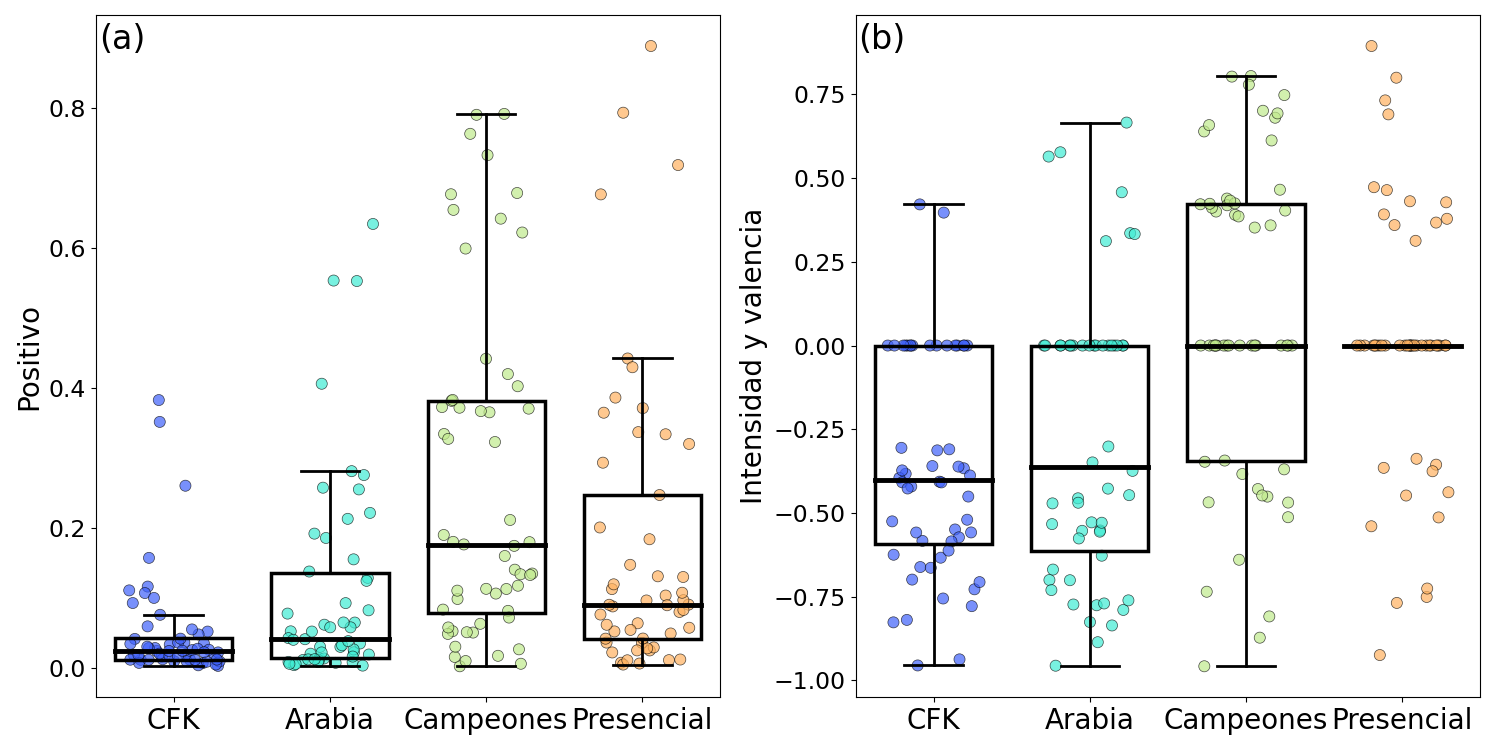 (a)
Positivo
0.8
0.6
0.4
0.2
0.0
CFK Arabia Campeones Presencial
(b)
Intensidad y valencia
0.75
0.50
0.25
0.00
−0.25
−0.50
−0.75
−1.00
CFK Arabia Campeones Presencial